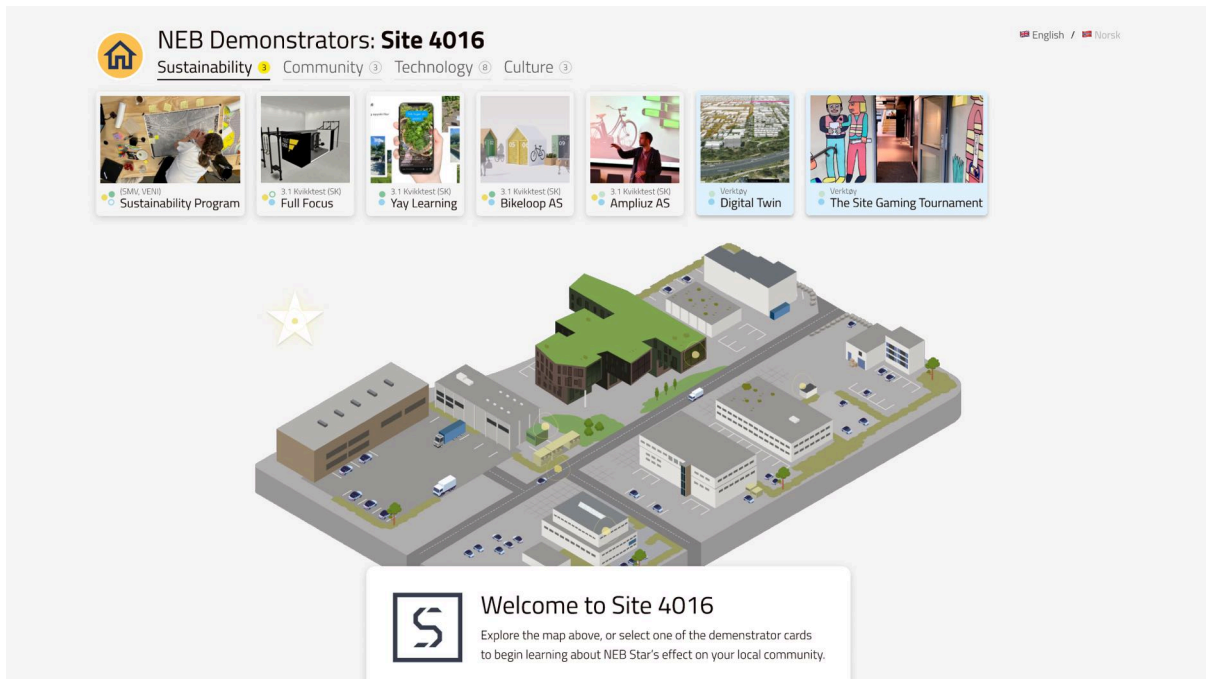 NEB Demonstrators: Site 4016
English / Norsk
Sustainability 3 Community 3 Technology 8 Culture 3
(SMV, VENI)
Sustainability Program
3.1 Kvikktest (SK)
Full Focus
3.1 Kvikktest (SK)
Yay Learning
3.1 Kvikktest (SK)
Bikeloop AS
3.1 Kvikktest (SK)
Ampliuz AS
Verktøy
Digital Twin
Verktøy
The Site Gaming Tournament
S
Welcome to Site 4016
Explore the map above, or select one of the demenstrator cards
to begin learning about NEB Star's effect on your local community.